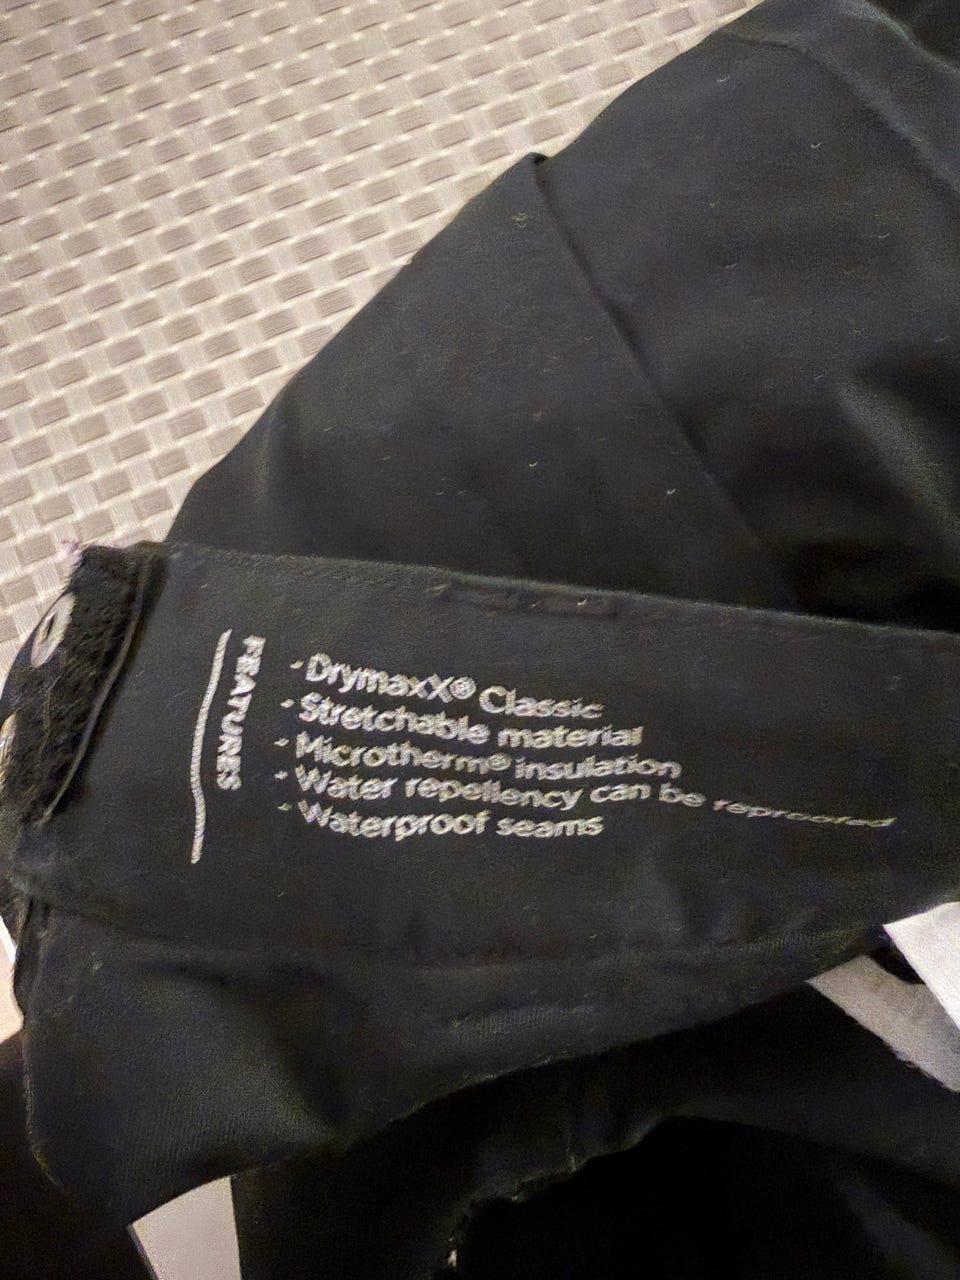 FEATURES
- DrymaxX® Classic
- Stretchable material
- Microtherm® insulation
- Water repellency can be reproofed
- Waterproof seams